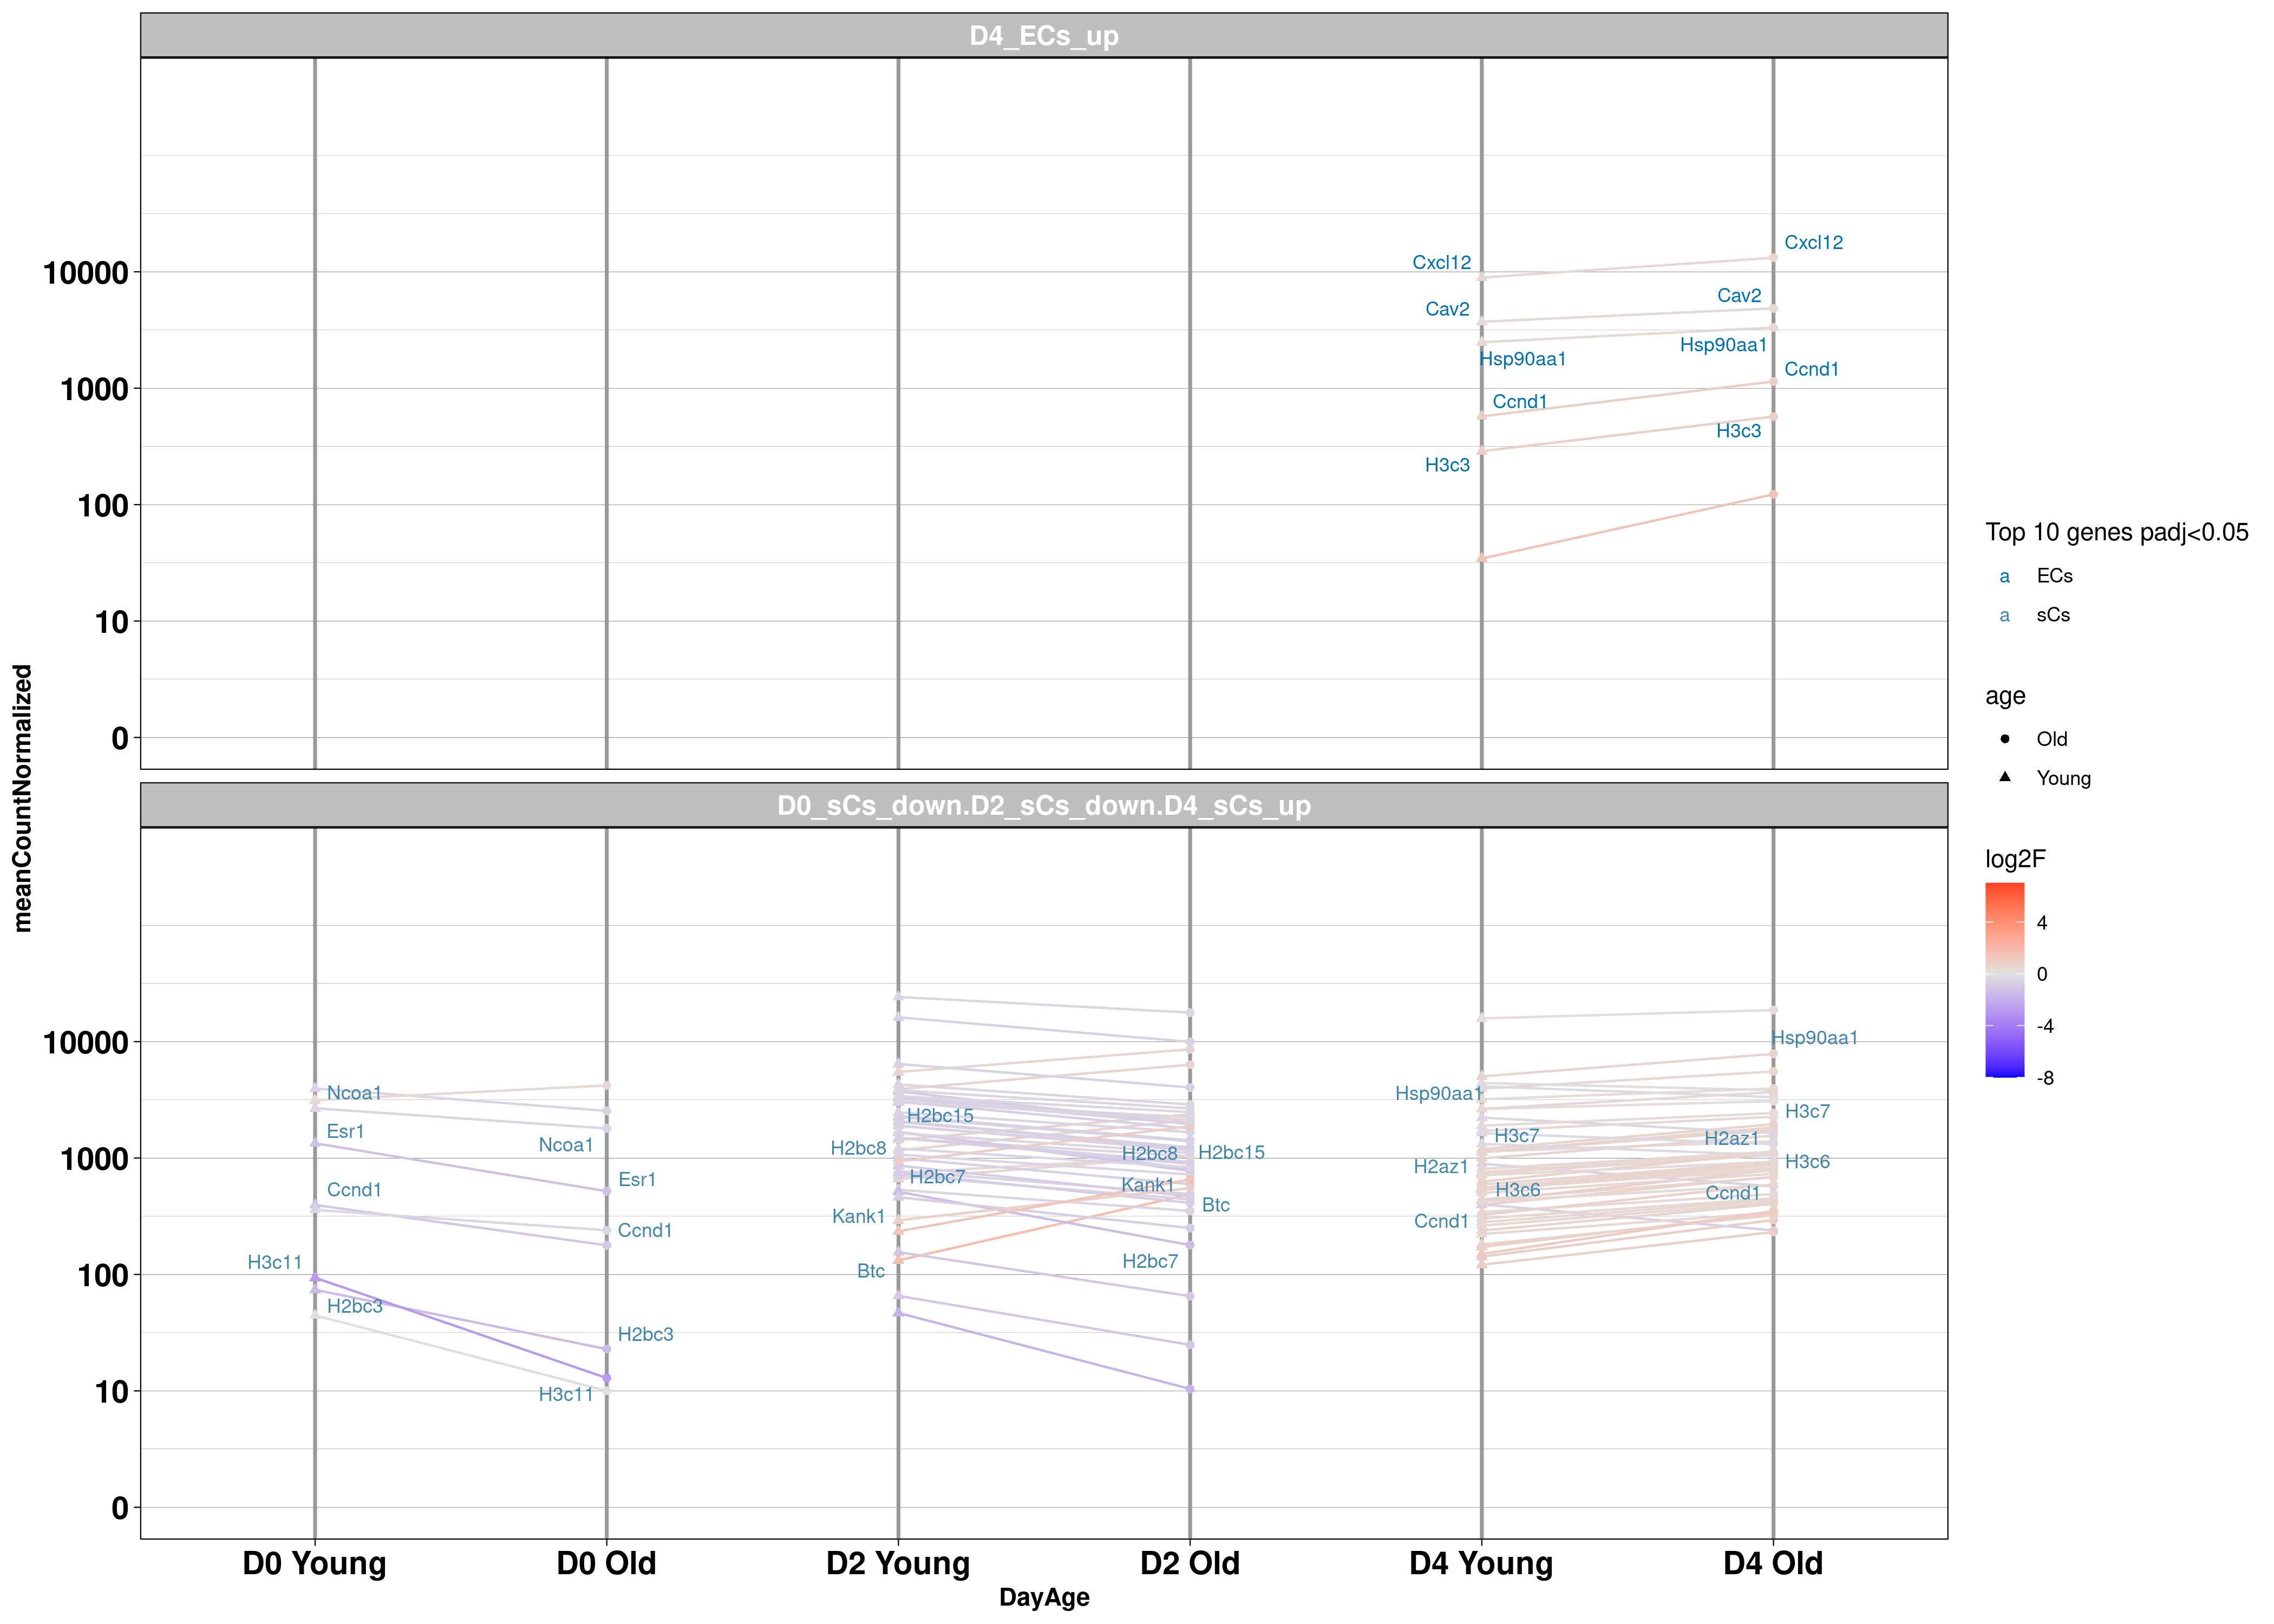 D4_ECs_up
10000
1000
100
10
0
Cxcl12
Cxcl12
Cav2
Cav2
Hsp90aa1
Hsp90aa1
Ccnd1
Ccnd1
H3c3
H3c3
meanCountNormalized
D0_sCs_down.D2_sCs_down.D4_sCs_up
10000
1000
100
10
0
Ncoa1
Esr1
Ncoa1
Esr1
Ccnd1
Ccnd1
H3c11
H2bc3
H2bc3
H3c11
H2bc15
H2bc8
H2bc8
H2bc15
H2bc7
Kank1
Kank1
Btc
Btc
H2bc7
Hsp90aa1
Hsp90aa1
H3c7
H3c7
H2az1
H2az1
H3c6
H3c6
Ccnd1
Ccnd1
D0 Young
D0 Old
D2 Young
D2 Old
D4 Young
D4 Old
DayAge
Top 10 genes padj<0.05
a ECs
a sCs
age
Old
Young
log2F
4
0
-4
-8